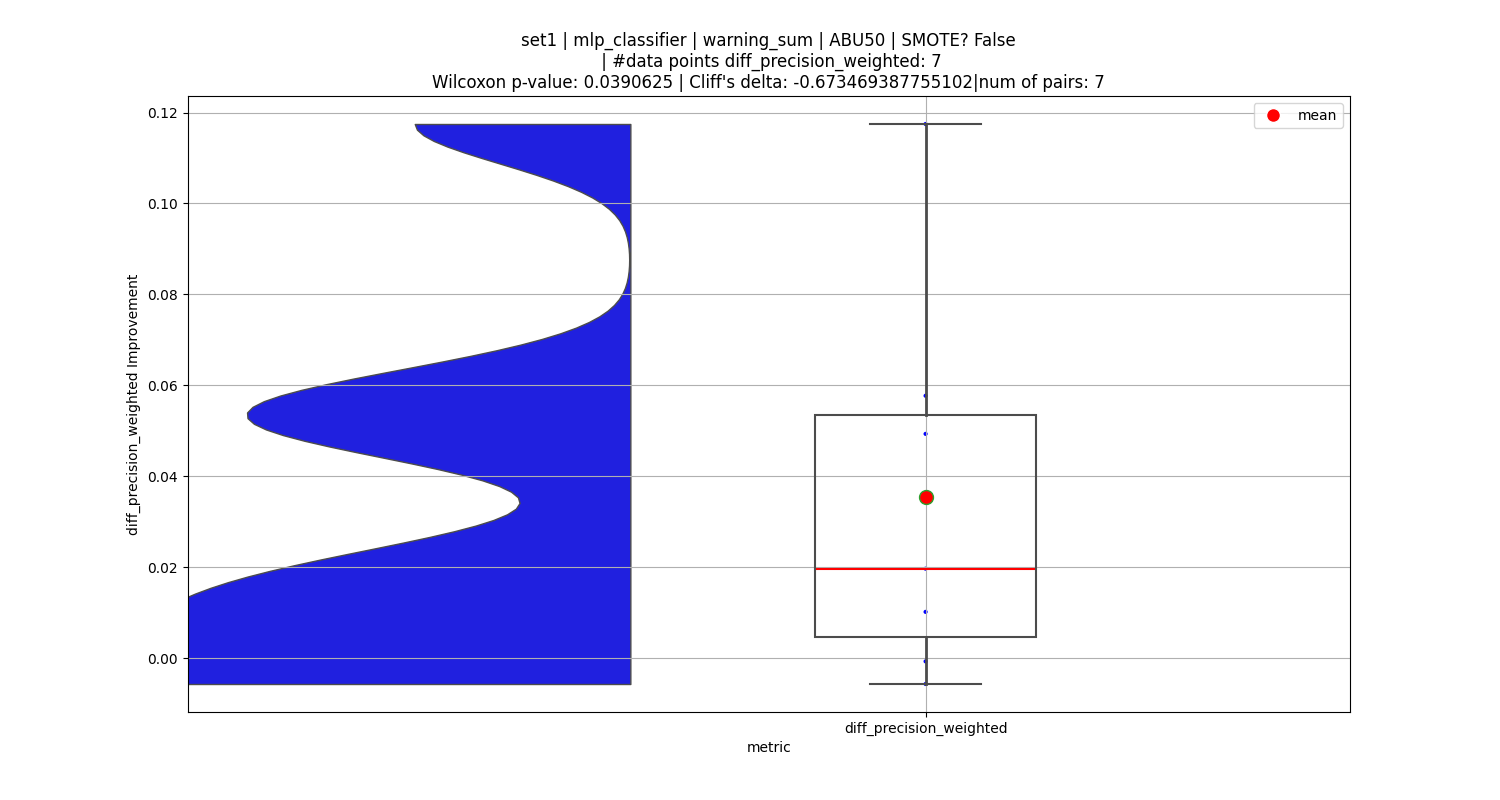 set1 | mlp_classifier | warning_sum | ABU50 | SMOTE? False
| #data points diff_precision_weighted: 7
Wilcoxon p-value: 0.0390625 | Cliff's delta: -0.673469387755102|num of pairs: 7
mean
0.12
0.10
0.08
0.06
0.04
0.02
0.00
diff_precision_weighted Improvement
diff_precision_weighted
metric